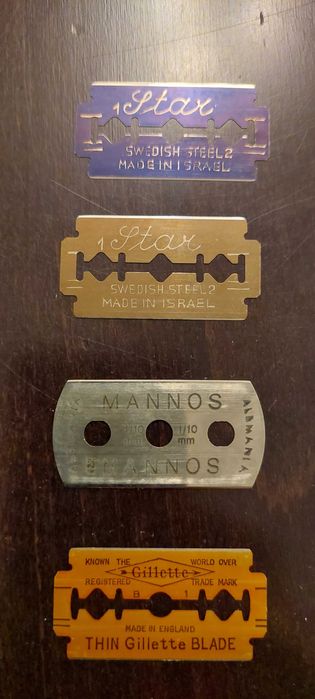 1 Star
SWEDISH STEEL 2
MADE IN ISRAEL
1 Star
SWEDISH STEEL 2
MADE IN ISRAEL
MANNOS
1/10 mm
ALEMANIA
MANNOS
KNOWN THE WORLD OVER
Gillette
REGISTERED TRADE MARK
B 1
MADE IN ENGLAND
THIN Gillette BLADE